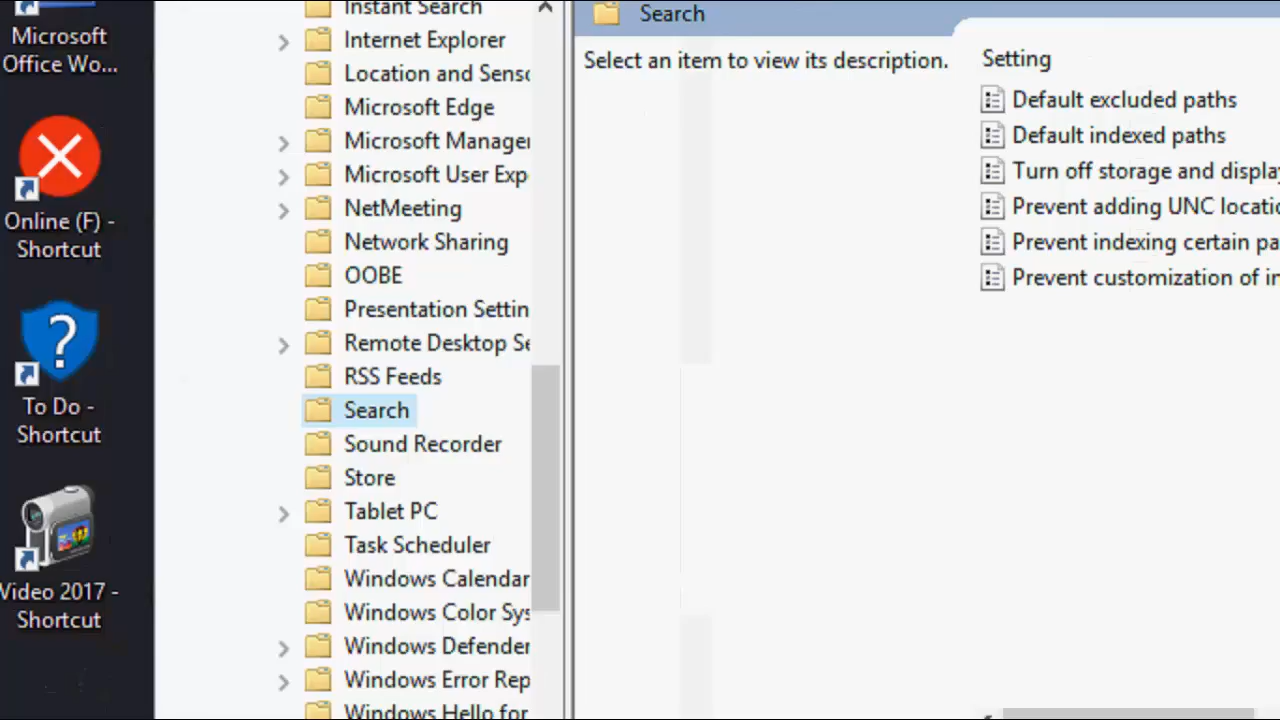 Microsoft
Office Wo...
Online (F) -
Shortcut
To Do -
Shortcut
Video 2017 -
Shortcut
Instant Search
Internet Explorer
Location and Senso
Microsoft Edge
Microsoft Manager
Microsoft User Exp
NetMeeting
Network Sharing
OOBE
Presentation Settin
Remote Desktop Se
RSS Feeds
Search
Sound Recorder
Store
Tablet PC
Task Scheduler
Windows Calendar
Windows Color Sys
Windows Defender
Windows Error Rep
Windows Hello for
Search
Select an item to view its description.
Setting
Default excluded paths
Default indexed paths
Turn off storage and display
Prevent adding UNC locatio
Prevent indexing certain pa
Prevent customization of in